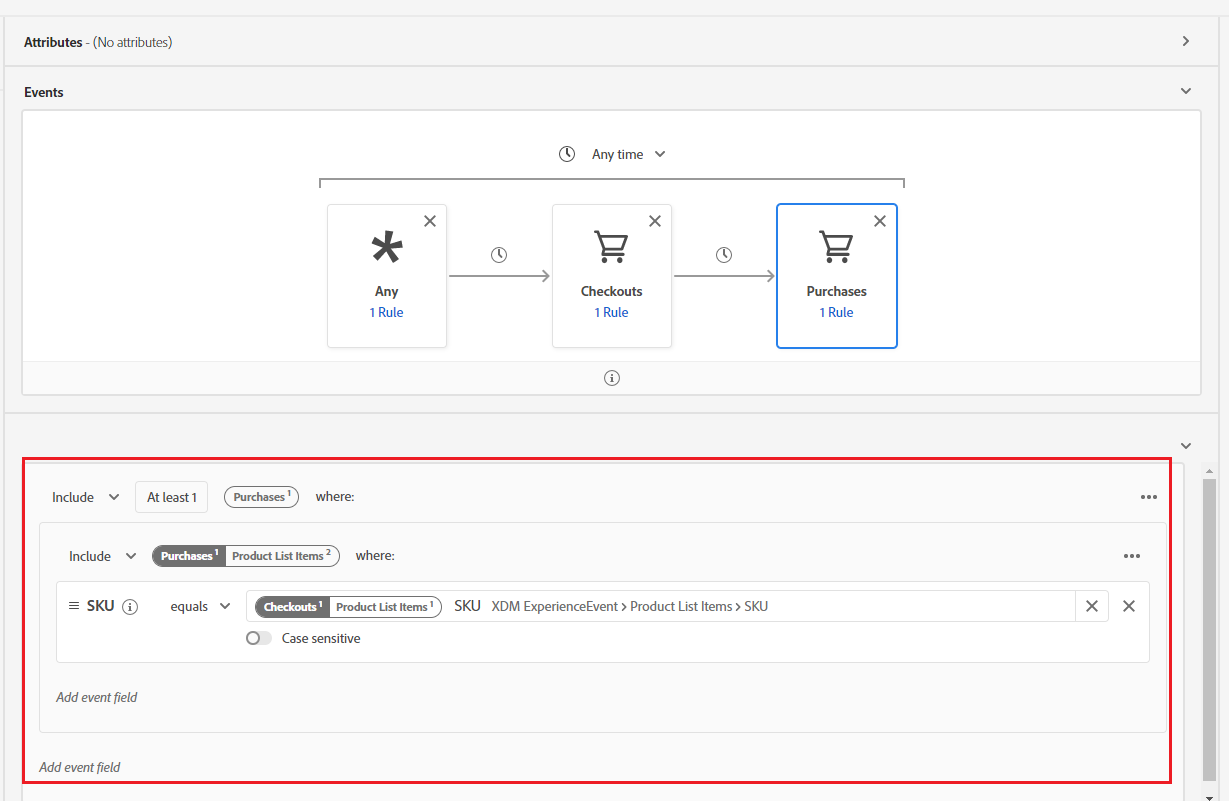 Attributes - (No attributes)
Events
Any time
Any
1 Rule
Checkouts
1 Rule
Purchases
1 Rule
Include At least 1 Purchases 1 where:
Include Purchases 1 Product List Items 2 where:
SKU equals Checkouts 1 Product List Items 1 SKU XDM ExperienceEvent > Product List Items > SKU
Case sensitive
Add event field
Add event field